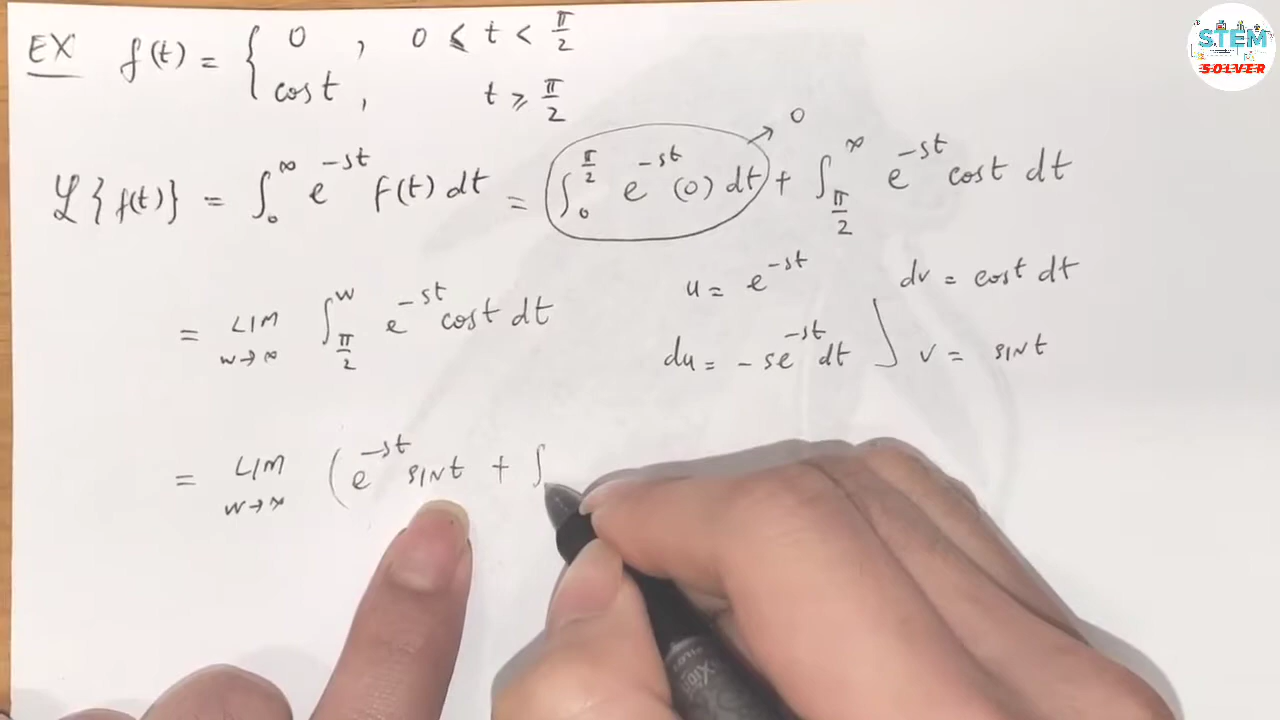 EX f(t) = { 0 , 0 < t < π/2
cos t , t ≥ π/2
STEM
SOLVER
ℒ{f(t)} = ∫₀^∞ e^{-st} f(t) dt = ∫₀^{π/2} e^{-st} (0) dt → 0 + ∫_{π/2}^∞ e^{-st} cos t dt
= LIM w→∞ ∫_{π/2}^w e^{-st} cos t dt
u = e^{-st} dv = cos t dt
du = -se^{-st} dt v = SIN t
= LIM w→∞ ( e^{-st} SIN t + ∫